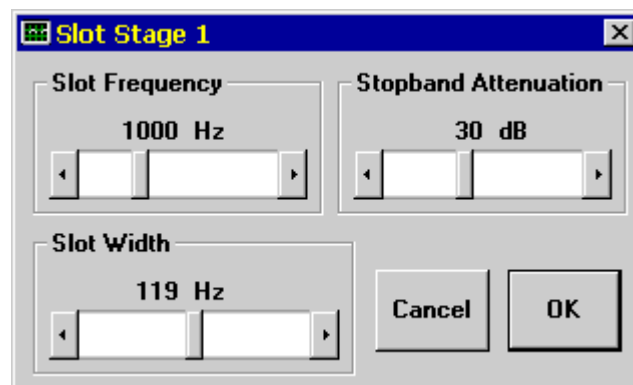 Slot Stage 1
Slot Frequency
1000 Hz
Stopband Attenuation
30 dB
Slot Width
119 Hz
Cancel
OK